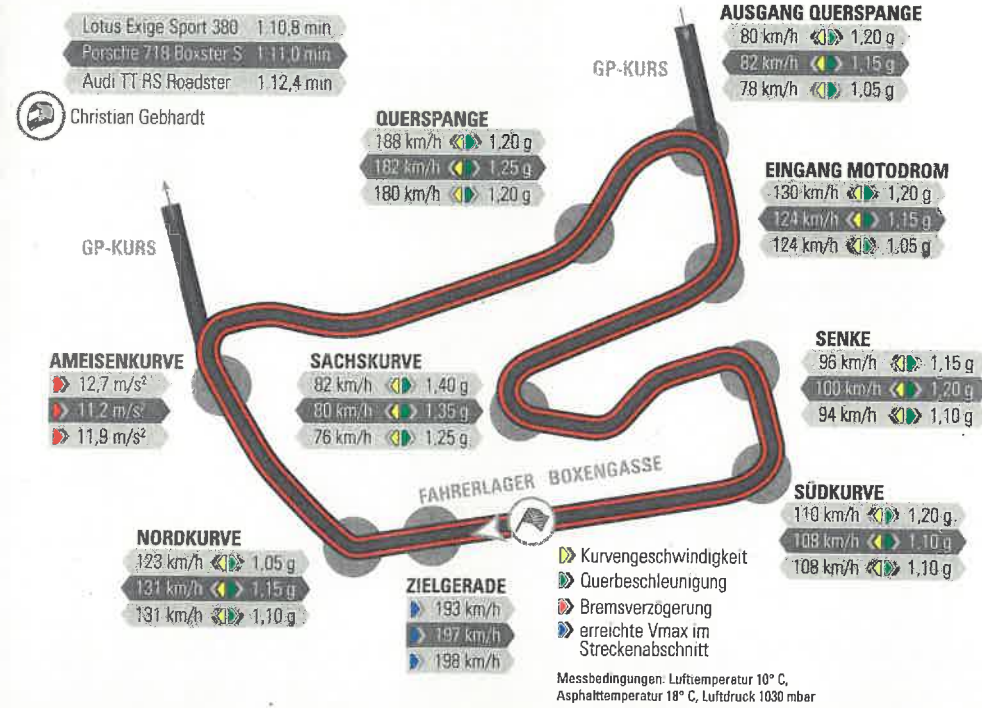 Lotus Exige Sport 380 1.10,8 min
Porsche 718 Boxster S 1.11,0 min
Audi TT RS Roadster 1.12,4 min
Christian Gebhardt
AUSGANG QUERSPANGE
80 km/h 1,20 g
82 km/h 1,15 g
78 km/h 1,05 g
GP-KURS
QUERSPANGE
188 km/h 1,20 g
182 km/h 1,25 g
180 km/h 1,20 g
EINGANG MOTODROM
130 km/h 1,20 g
124 km/h 1,15 g
124 km/h 1,05 g
GP-KURS
AMEISENKURVE
12,7 m/s²
11,2 m/s²
11,9 m/s²
SACHSKURVE
82 km/h 1,40 g
80 km/h 1,35 g
76 km/h 1,25 g
SENKE
96 km/h 1,15 g
100 km/h 1,20 g
94 km/h 1,10 g
FAHRERLAGER BOXENGASSE
SÜDKURVE
110 km/h 1,20 g
108 km/h 1,10 g
108 km/h 1,10 g
NORDKURVE
123 km/h 1,05 g
131 km/h 1,15 g
131 km/h 1,10 g
ZIELGERADE
193 km/h
197 km/h
198 km/h
Kurvengeschwindigkeit
Querbeschleunigung
Bremsverzögerung
erreichte Vmax im
Streckenabschnitt
Messbedingungen: Lufttemperatur 10° C,
Asphalttemperatur 18° C, Luftdruck 1030 mbar